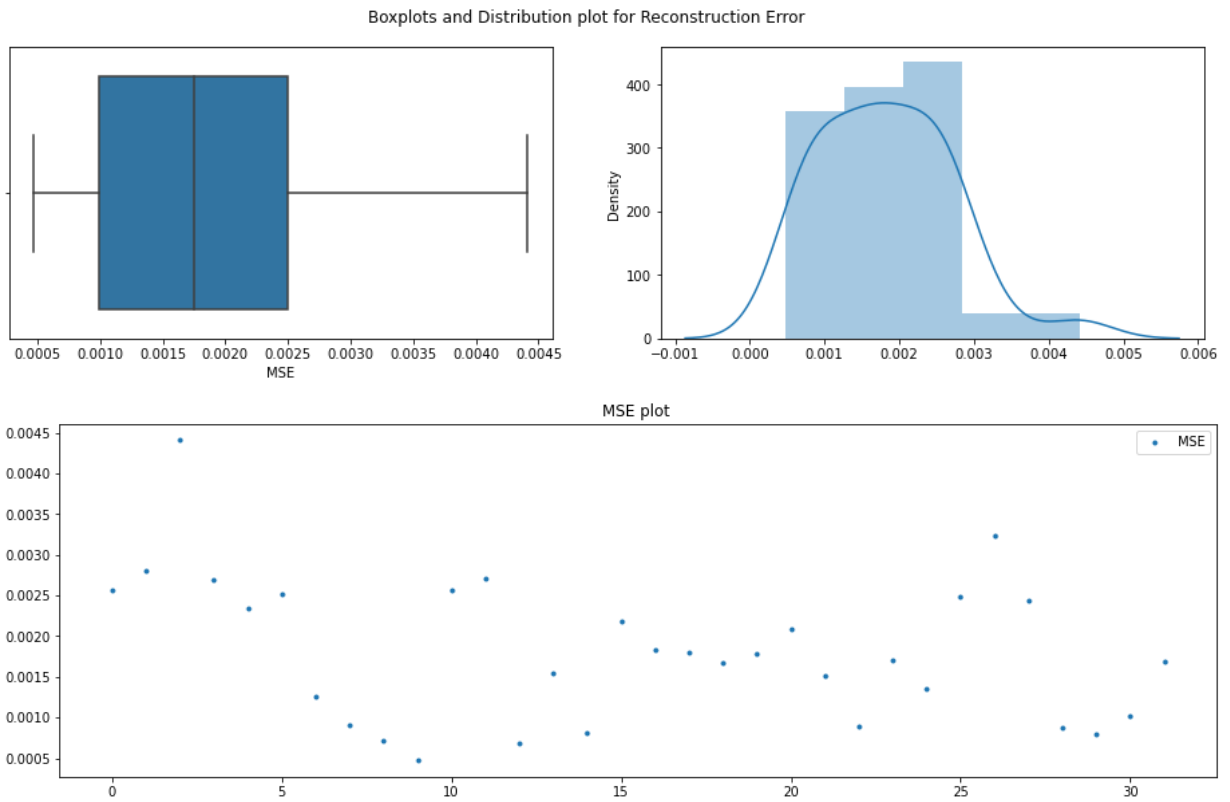 Boxplots and Distribution plot for Reconstruction Error
0.0005 0.0010 0.0015 0.0020 0.0025 0.0030 0.0035 0.0040 0.0045
MSE
400
300
200
100
0
Density
−0.001 0.000 0.001 0.002 0.003 0.004 0.005 0.006
MSE plot
MSE
0.0045
0.0040
0.0035
0.0030
0.0025
0.0020
0.0015
0.0010
0.0005
0 5 10 15 20 25 30